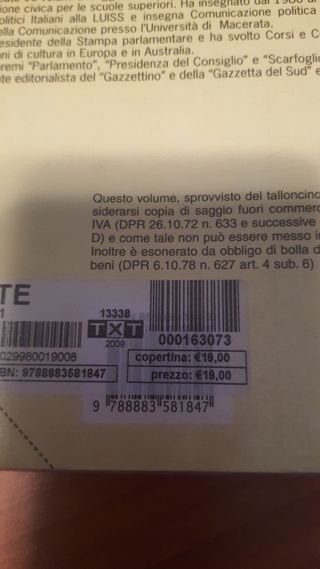 zione civica per le scuole superiori. Ha insegnato dal
olitici Italiani alla LUISS e insegna Comunicazione politica
ella Comunicazione presso l'Università di Macerata.
esidente della Stampa parlamentare e ha svolto Corsi e C
ni di cultura in Europa e in Australia.
premi "Parlamento", "Presidenza del Consiglio" e "Scarfoglio
te editorialista del "Gazzettino" e della "Gazzetta del Sud" e
Questo volume, sprovvisto del talloncino
siderarsi copia di saggio fuori commerc
IVA (DPR 26.10.72 n. 633 e successive
D) e come tale non può essere messo in
Inoltre è esonerato da obbligo di bolla d
beni (DPR 6.10.78 n. 627 art. 4 sub. 6)
TE
1
13338
TXT
2009
000163073
029980019008
copertina: €19,00
BN: 9788883581847
prezzo: €19,00
9 788883 581847